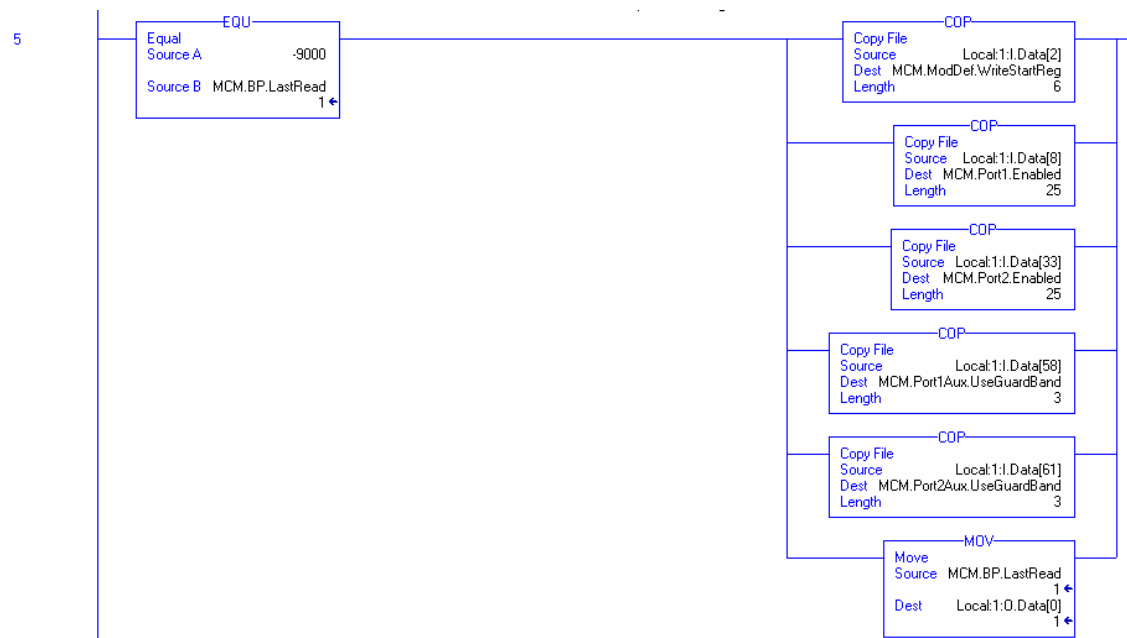 5
EQU
Equal
Source A -9000
Source B MCM.BP.LastRead
1
COP
Copy File
Source Local:1:I.Data[2]
Dest MCM.ModDef.WriteStartReg
Length 6
COP
Copy File
Source Local:1:I.Data[8]
Dest MCM.Port1.Enabled
Length 25
COP
Copy File
Source Local:1:I.Data[33]
Dest MCM.Port2.Enabled
Length 25
COP
Copy File
Source Local:1:I.Data[58]
Dest MCM.Port1Aux.UseGuardBand
Length 3
COP
Copy File
Source Local:1:I.Data[61]
Dest MCM.Port2Aux.UseGuardBand
Length 3
MOV
Move
Source MCM.BP.LastRead
1
Dest Local:1:O.Data[0]
1